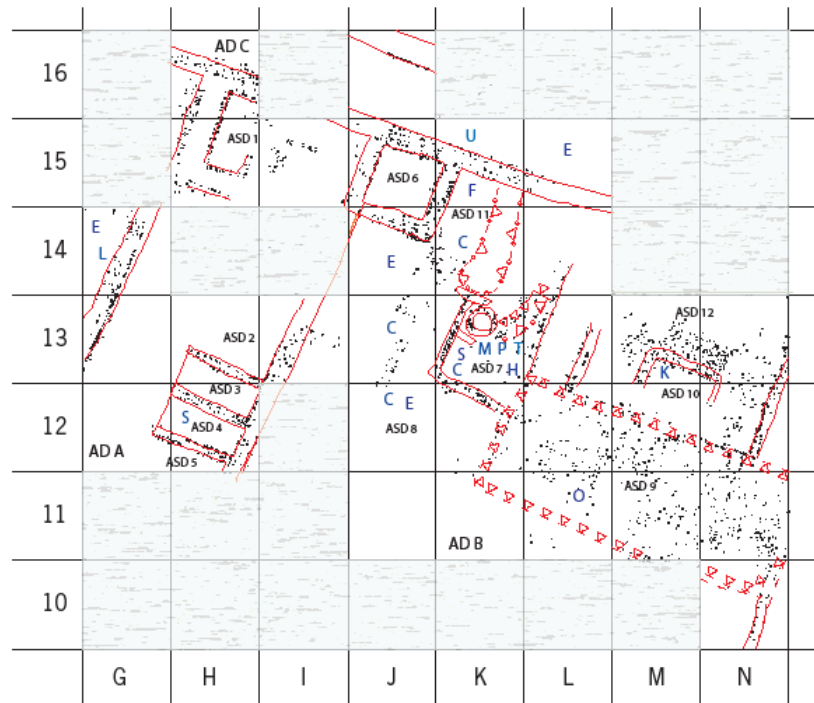 16 AD C
U
15 ASD 1 ASD 6 F E
ASD 11
14 E L E C
13 ASD 2 C S M P T ASD 12
ASD 7 C H K
ASD 3 ASD 10
12 S ASD 4 C E
AD A ASD 5 ASD 8
11 O ASD 9
AD B
10
G H I J K L M N